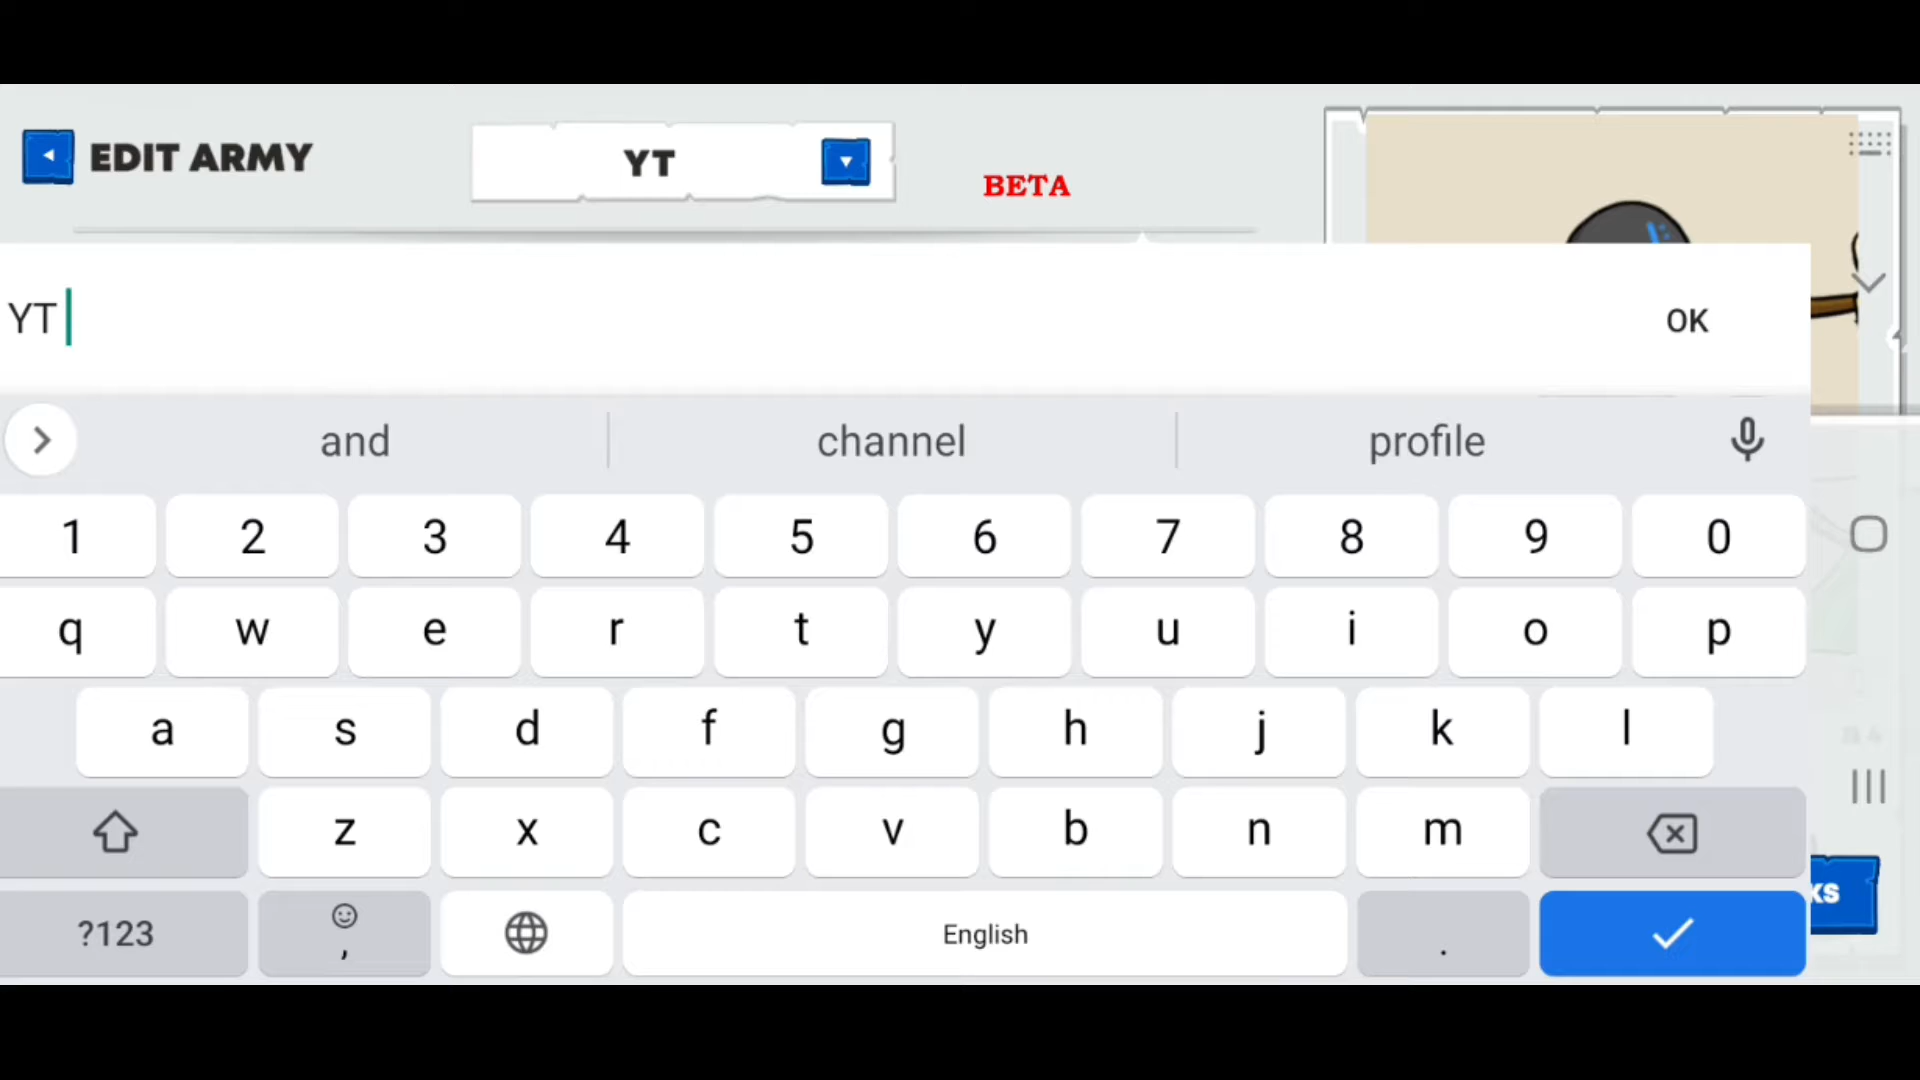 EDIT ARMY
YT
BETA
YT
OK
and channel profile
1 2 3 4 5 6 7 8 9 0
q w e r t y u i o p
a s d f g h j k l
z x c v b n m
?123 , English .
KS